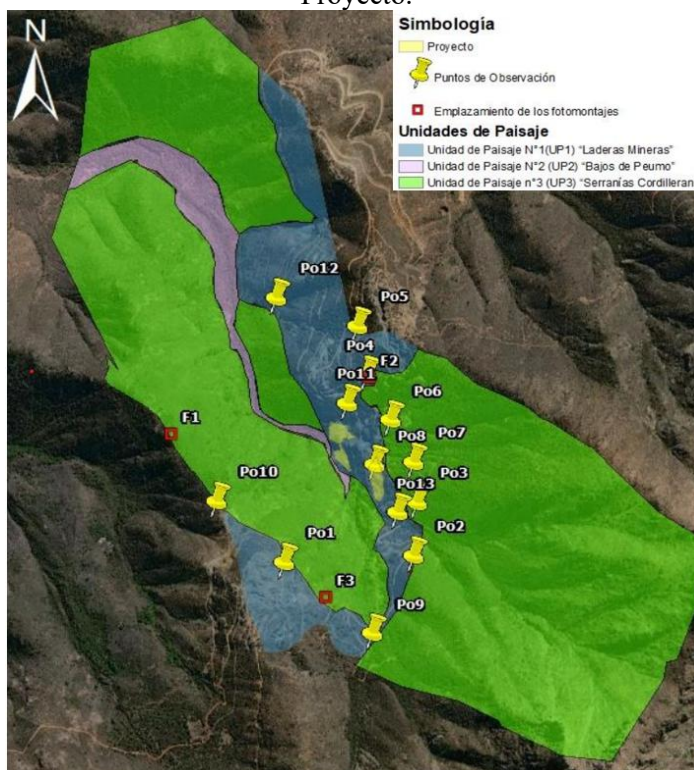 Proyecto.
N
Simbología
Proyecto
Puntos de Observación
Emplazamiento de los fotomontajes
Unidades de Paisaje
Unidad de Paisaje N°1(UP1) "Laderas Mineras"
Unidad de Paisaje N°2 (UP2) "Bajos de Peumo"
Unidad de Paisaje n°3 (UP3) "Serranías Cordilleran
Po12
Po5
Po4
F2
Po11
Po6
F1
Po8
Po7
Po10
Po13
Po3
Po1
Po2
F3
Po9